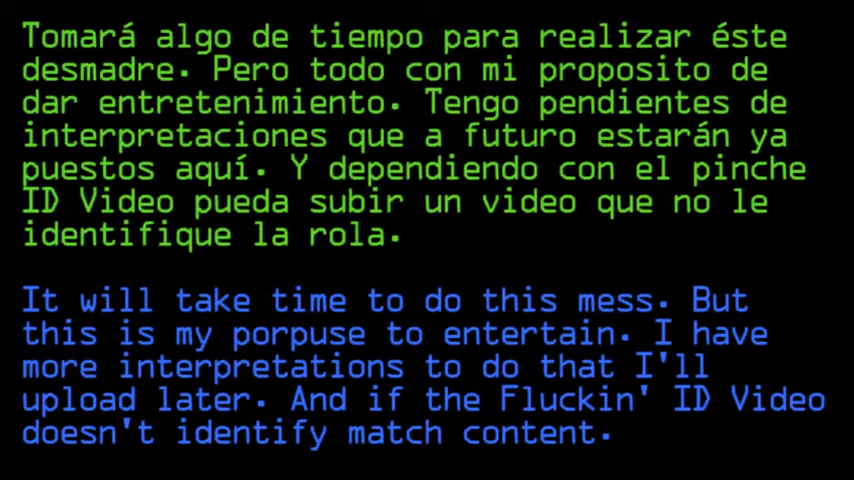 Tomará algo de tiempo para realizar éste
desmadre. Pero todo con mi proposito de
dar entretenimiento. Tengo pendientes de
interpretaciones que a futuro estarán ya
puestos aquí. Y dependiendo con el pinche
ID Video pueda subir un video que no le
identifique la rola.
It will take time to do this mess. But
this is my porpuse to entertain. I have
more interpretations to do that I'll
upload later. And if the Fluckin' ID Video
doesn't identify match content.